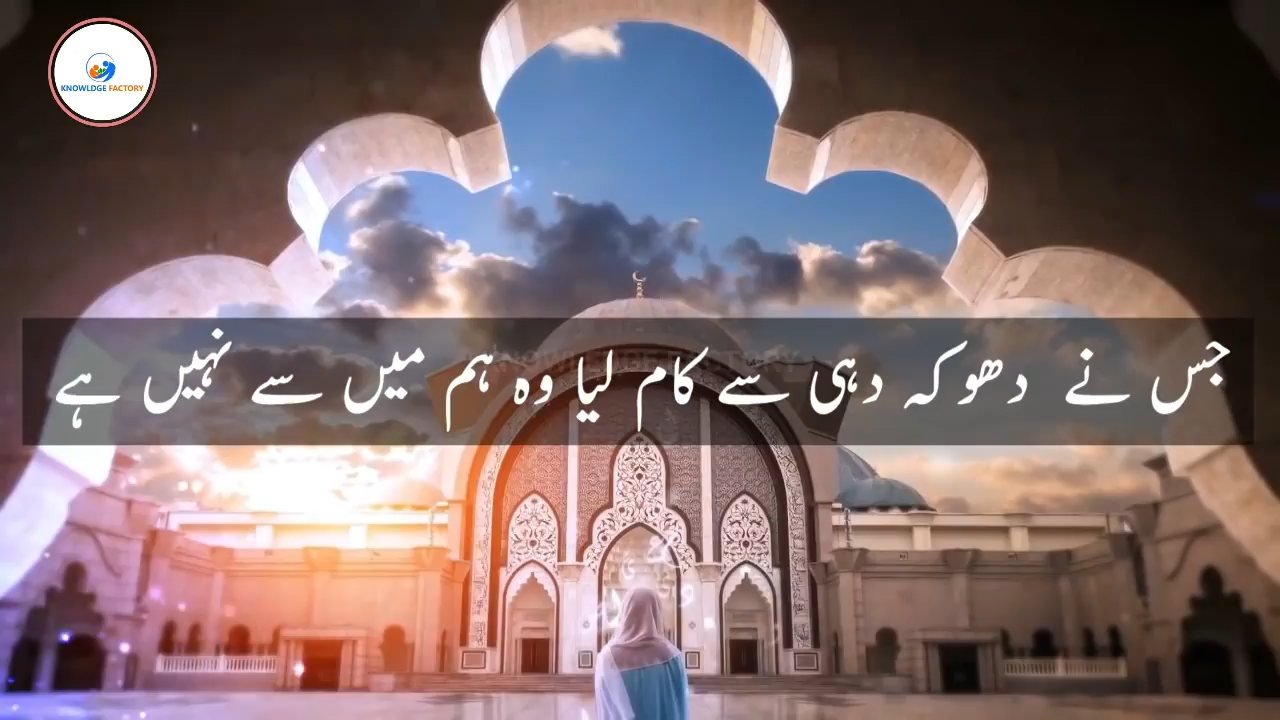 KNOWLDGE FACTORY
جس نے دھوکہ دہی سے کام لیا وہ ہم میں سے نہیں ہے